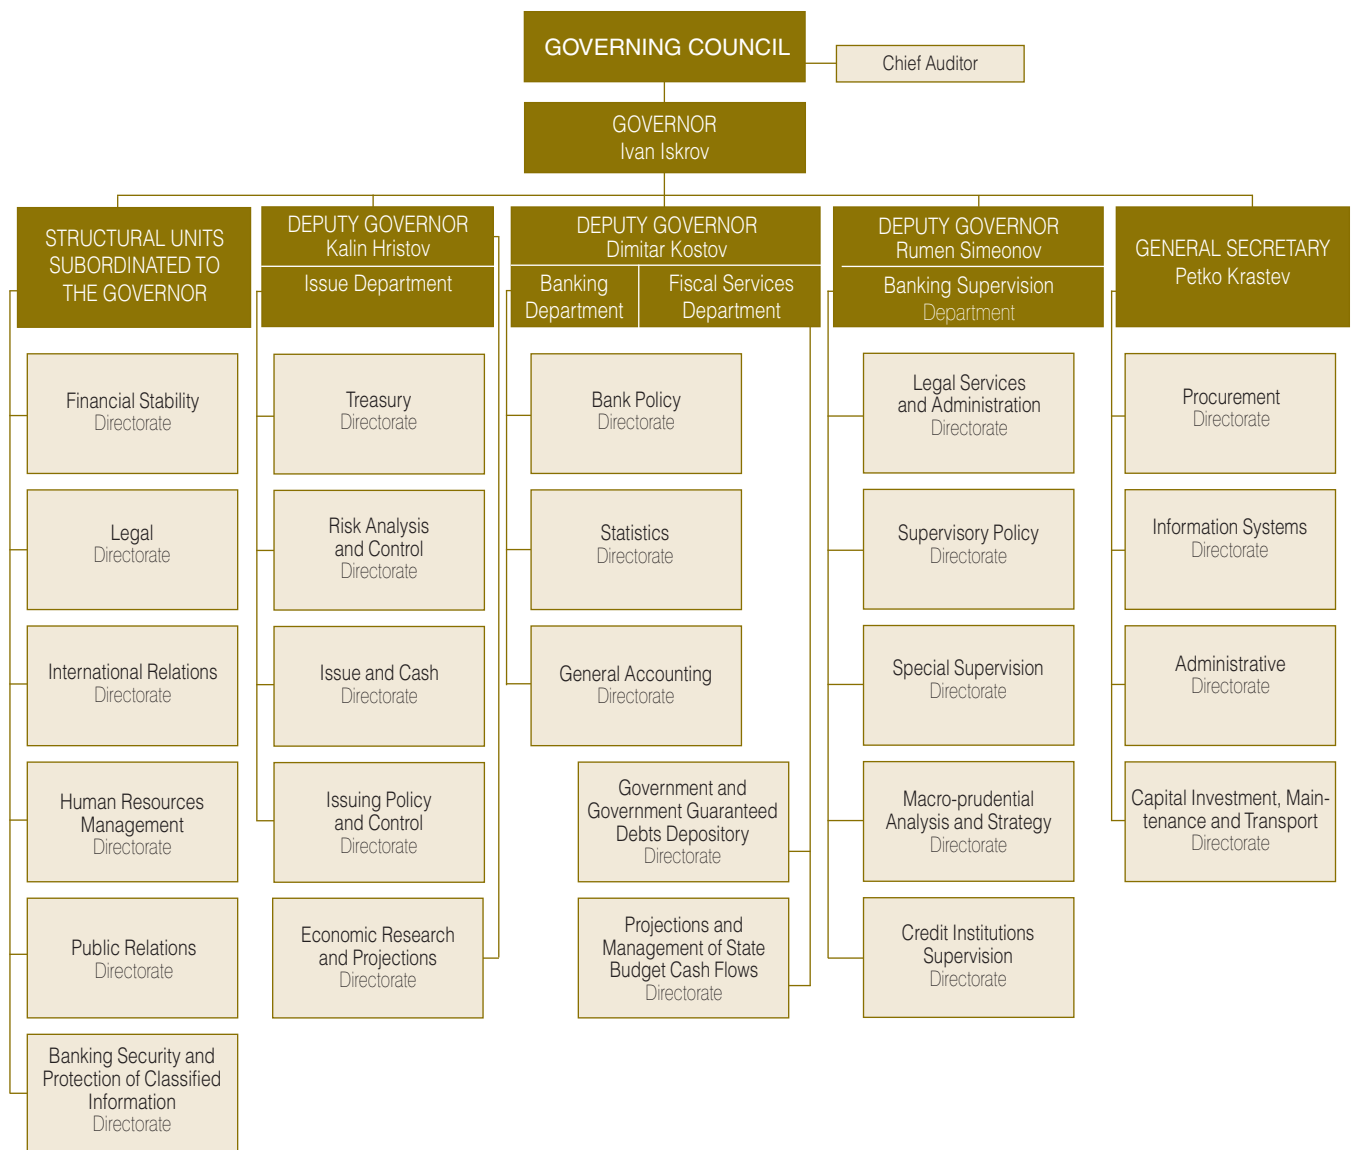 GOVERNING COUNCIL
Chief Auditor
GOVERNOR
Ivan Iskrov
STRUCTURAL UNITS
SUBORDINATED TO
THE GOVERNOR
Financial Stability
Directorate
Legal
Directorate
International Relations
Directorate
Human Resources
Management
Directorate
Public Relations
Directorate
Banking Security and
Protection of Classified
Information
Directorate
DEPUTY GOVERNOR
Kalin Hristov
Issue Department
Treasury
Directorate
Risk Analysis
and Control
Directorate
Issue and Cash
Directorate
Issuing Policy
and Control
Directorate
Economic Research
and Projections
Directorate
DEPUTY GOVERNOR
Dimitar Kostov
Banking
Department
Fiscal Services
Department
Bank Policy
Directorate
Statistics
Directorate
General Accounting
Directorate
Government and
Government Guaranteed
Debts Depository
Directorate
Projections and
Management of State
Budget Cash Flows
Directorate
DEPUTY GOVERNOR
Rumen Simeonov
Banking Supervision
Department
Legal Services
and Administration
Directorate
Supervisory Policy
Directorate
Special Supervision
Directorate
Macro-prudential
Analysis and Strategy
Directorate
Credit Institutions
Supervision
Directorate
GENERAL SECRETARY
Petko Krastev
Procurement
Directorate
Information Systems
Directorate
Administrative
Directorate
Capital Investment, Main-
tenance and Transport
Directorate